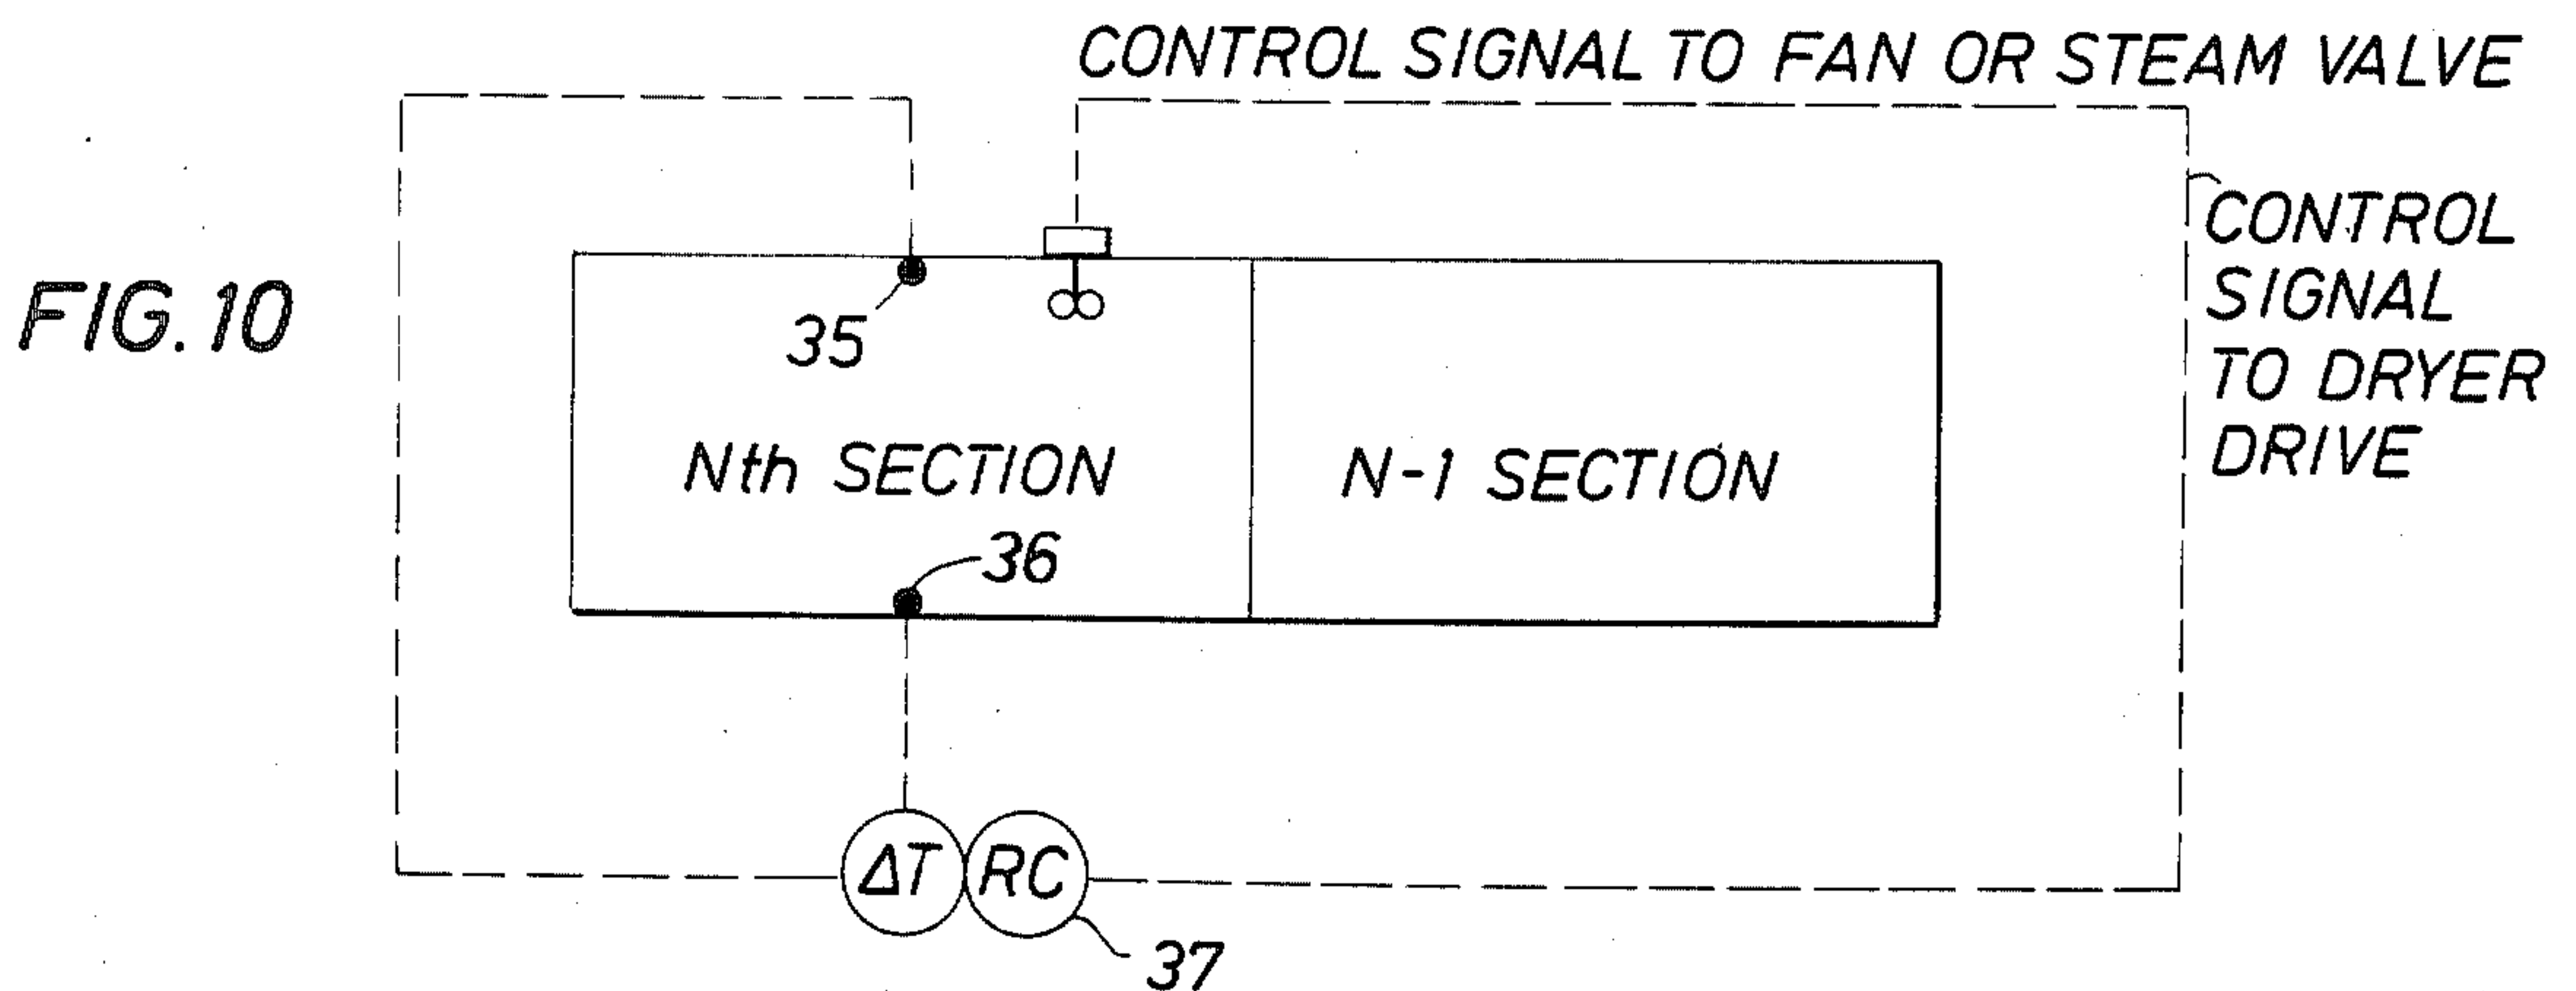 CONTROL SIGNAL TO FAN OR STEAM VALVE
CONTROL
SIGNAL
TO DRYER
DRIVE
FIG. 10
35
Nth SECTION
N-1 SECTION
36
ΔT
RC
37